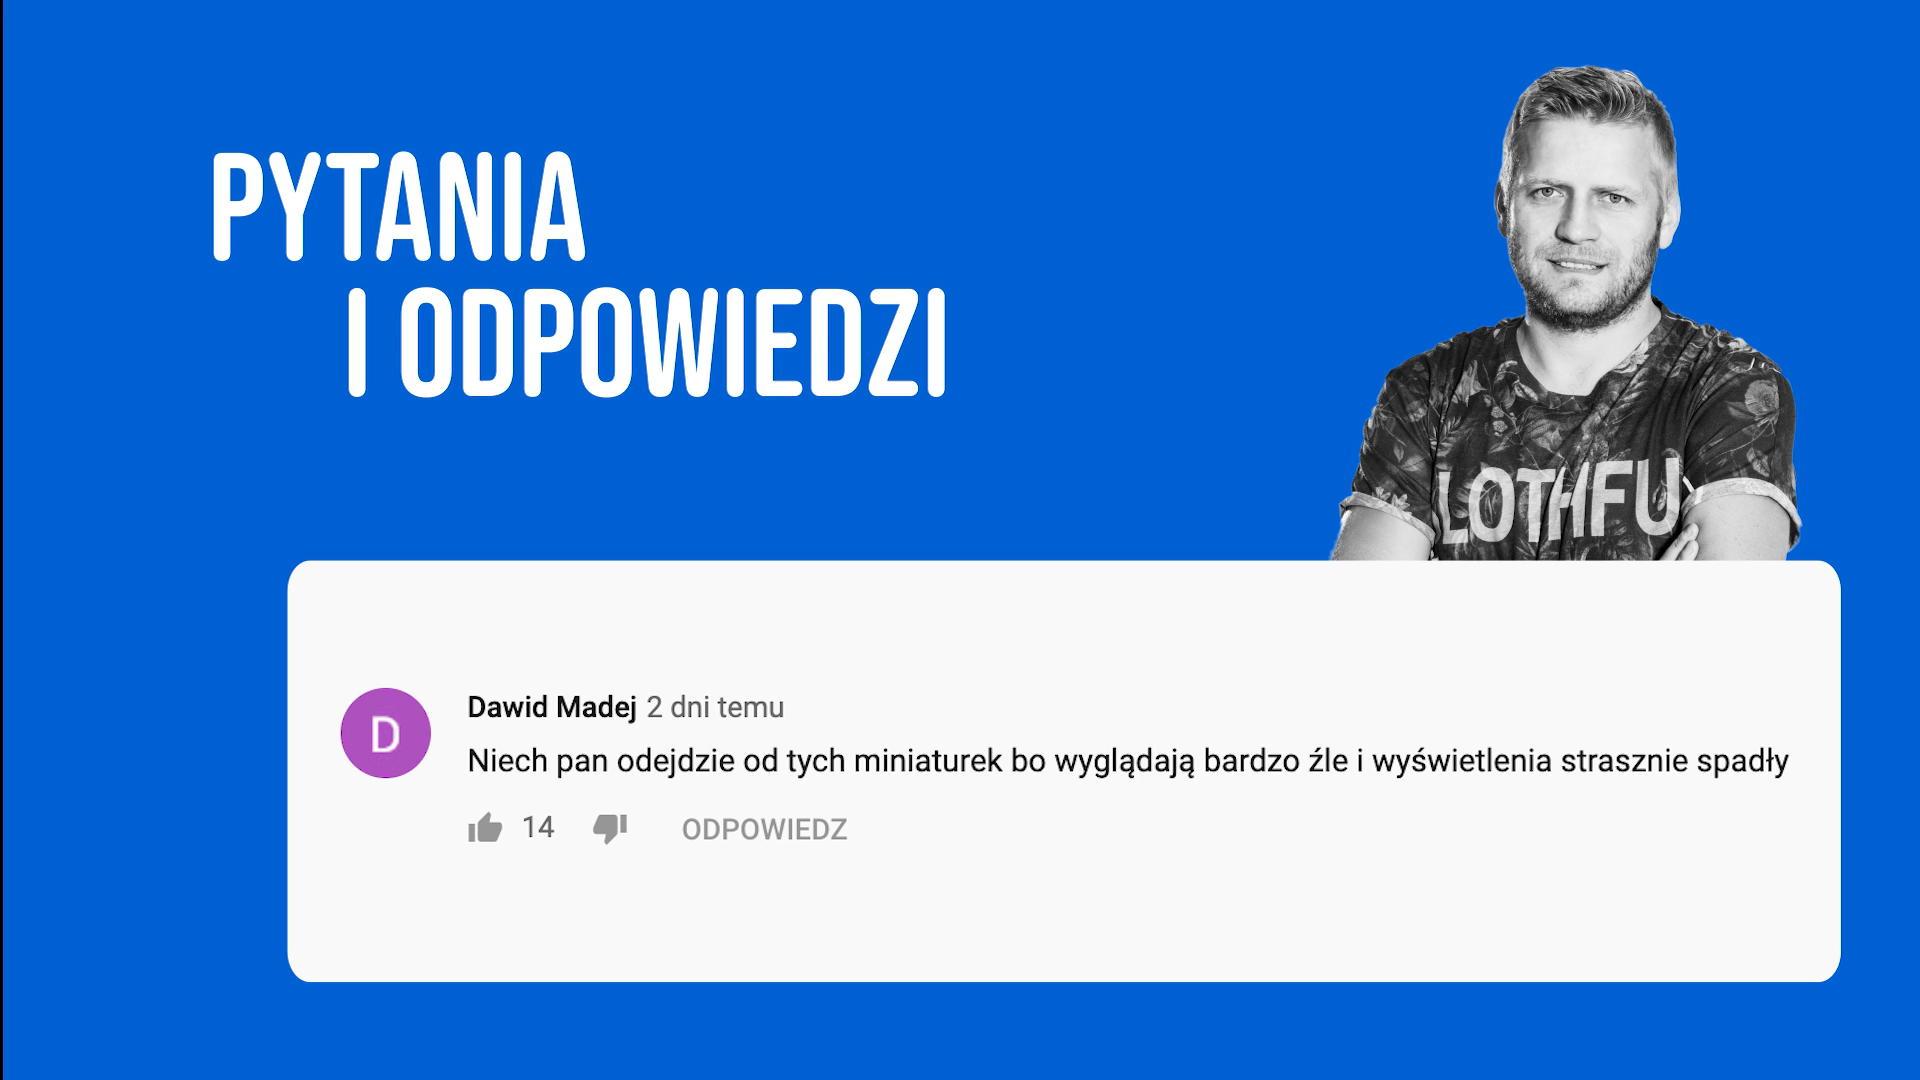 PYTANIA
I ODPOWIEDZI
LOTHFU
D
Dawid Madej 2 dni temu
Niech pan odejdzie od tych miniaturek bo wyglądają bardzo źle i wyświetlenia strasznie spadły
14 ODPOWIEDZ